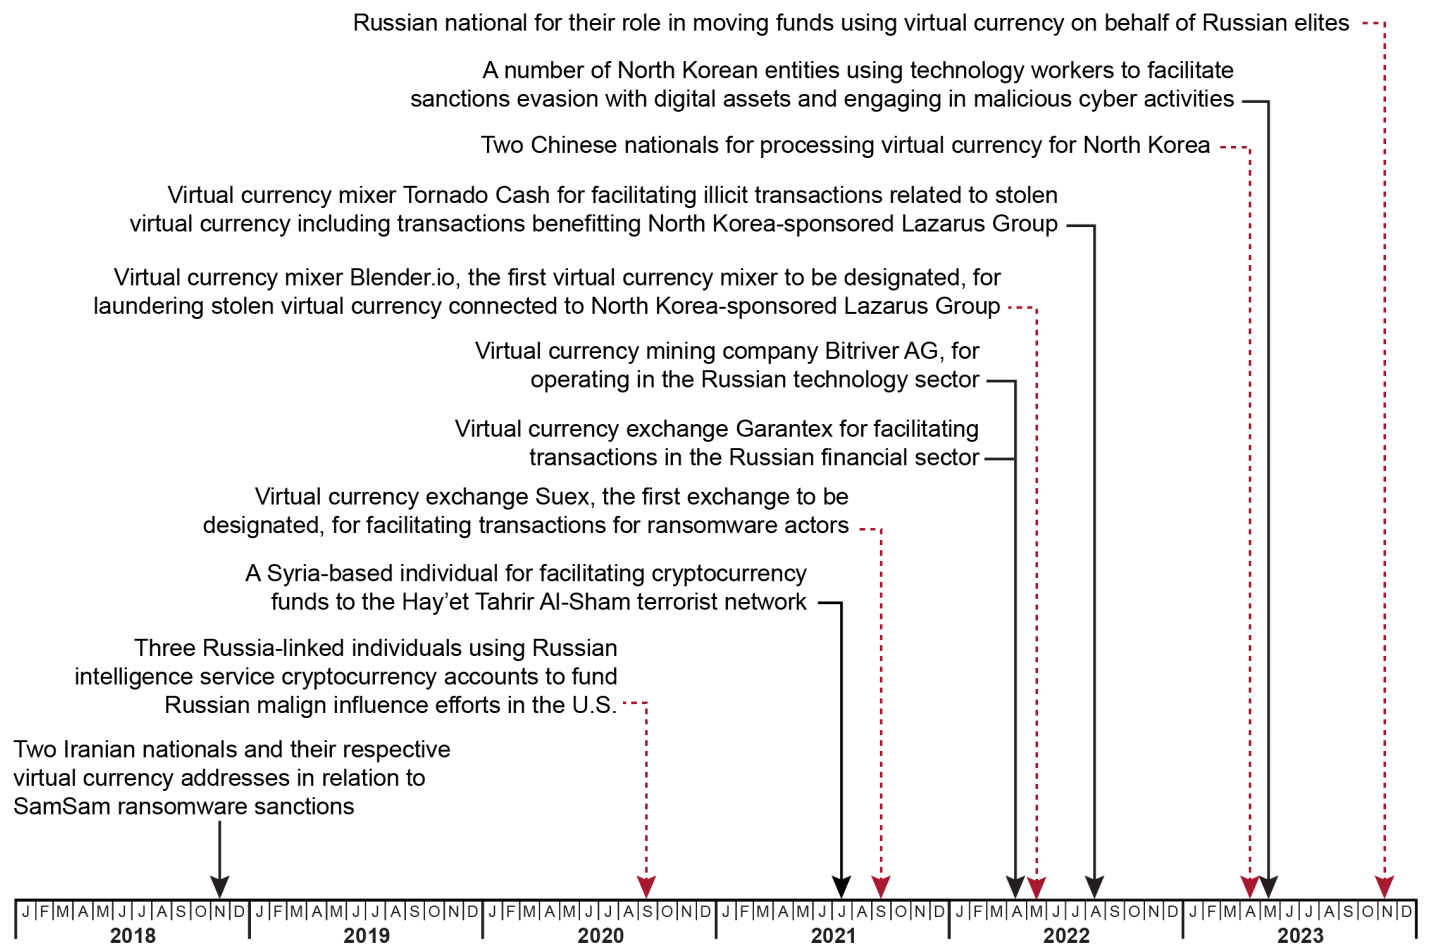 Russian national for their role in moving funds using virtual currency on behalf of Russian elites
A number of North Korean entities using technology workers to facilitate
sanctions evasion with digital assets and engaging in malicious cyber activities
Two Chinese nationals for processing virtual currency for North Korea
Virtual currency mixer Tornado Cash for facilitating illicit transactions related to stolen
virtual currency including transactions benefitting North Korea-sponsored Lazarus Group
Virtual currency mixer Blender.io, the first virtual currency mixer to be designated, for
laundering stolen virtual currency connected to North Korea-sponsored Lazarus Group
Virtual currency mining company Bitriver AG, for
operating in the Russian technology sector
Virtual currency exchange Garantex for facilitating
transactions in the Russian financial sector
Virtual currency exchange Suex, the first exchange to be
designated, for facilitating transactions for ransomware actors
A Syria-based individual for facilitating cryptocurrency
funds to the Hay’et Tahrir Al-Sham terrorist network
Three Russia-linked individuals using Russian
intelligence service cryptocurrency accounts to fund
Russian malign influence efforts in the U.S.
Two Iranian nationals and their respective
virtual currency addresses in relation to
SamSam ransomware sanctions
J F M A M J J A S O N D J F M A M J J A S O N D J F M A M J J A S O N D J F M A M J J A S O N D J F M A M J J A S O N D J F M A M J J A S O N D
2018 2019 2020 2021 2022 2023